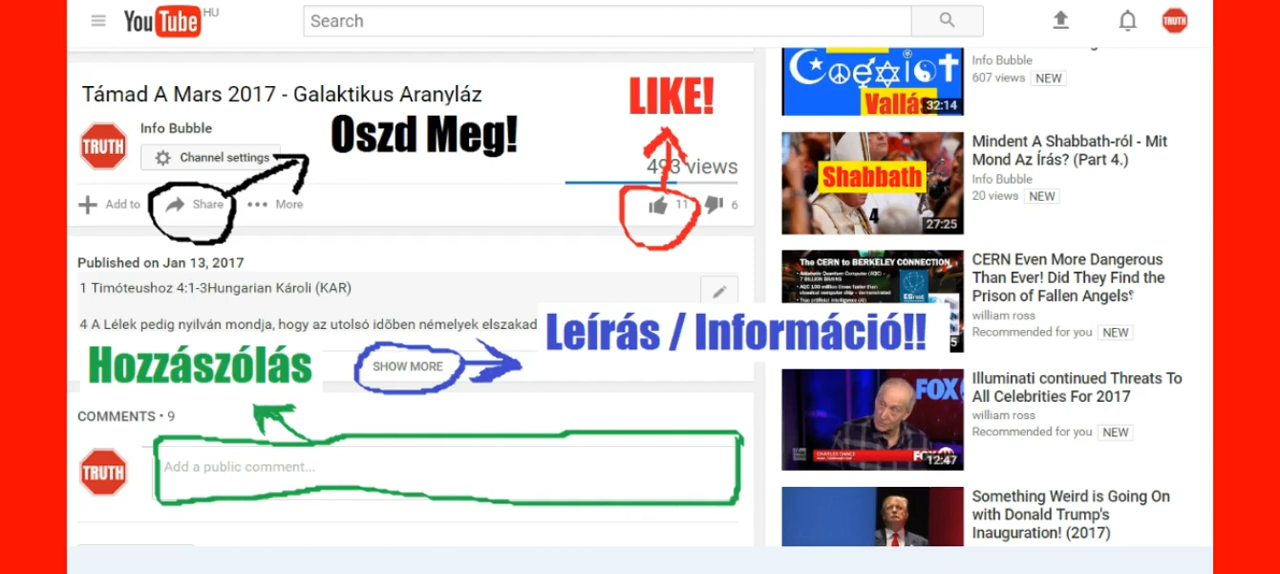 YouTube HU
Search
TRUTH
Támad A Mars 2017 - Galaktikus Aranyláz
TRUTH
Info Bubble
Channel settings
Oszd Meg!
LIKE!
493 views
Add to
Share
More
11
6
Published on Jan 13, 2017
1 Timóteushoz 4:1-3Hungarian Károli (KAR)
4 A Lélek pedig nyilván mondja, hogy az utolsó időben némelyek elszakad
Leírás / Információ!!
Hozzászólás
SHOW MORE
COMMENTS • 9
TRUTH
Add a public comment...
Coexist
Vallás
32:14
Info Bubble
607 views NEW
Shabbath
4
27:25
Mindent A Shabbath-ról - Mit
Mond Az Írás? (Part 4.)
Info Bubble
20 views NEW
The CERN to BERKELEY CONNECTION
ESnet
CERN Even More Dangerous
Than Ever! Did They Find the
Prison of Fallen Angels؟
william ross
Recommended for you NEW
FOX
CHARLES DANCE
12:47
Illuminati continued Threats To
All Celebrities For 2017
william ross
Recommended for you NEW
Something Weird is Going On
with Donald Trump's
Inauguration! (2017)